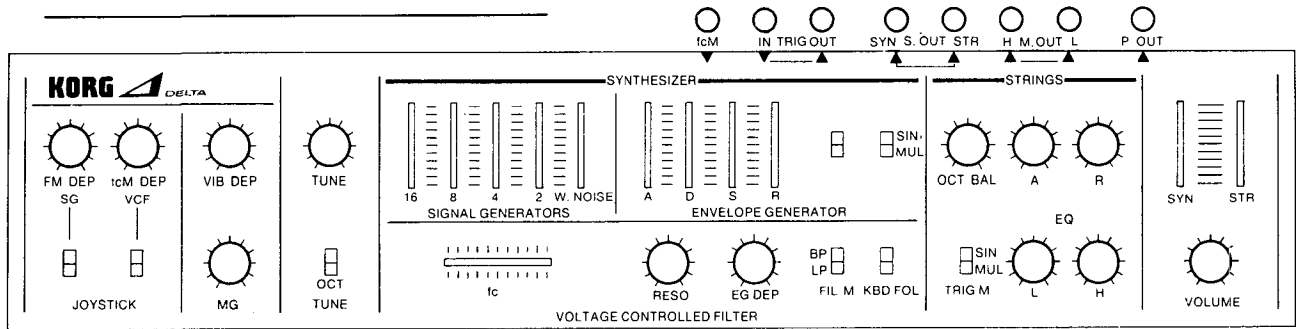 fcM IN TRIG OUT SYN S. OUT STR H M. OUT L P OUT
KORG DELTA
SYNTHESIZER
STRINGS
FM DEP fcM DEP VIB DEP TUNE
SG VCF
16 8 4 2 W. NOISE
SIGNAL GENERATORS
A D S R
ENVELOPE GENERATOR
SIN
MUL
OCT BAL A R
SYN STR
EQ
JOYSTICK
MG
OCT
TUNE
fc
RESO EG DEP
BP
LP
FIL M KBD FOL
VOLTAGE CONTROLLED FILTER
SIN
MUL
TRIG M L H
VOLUME